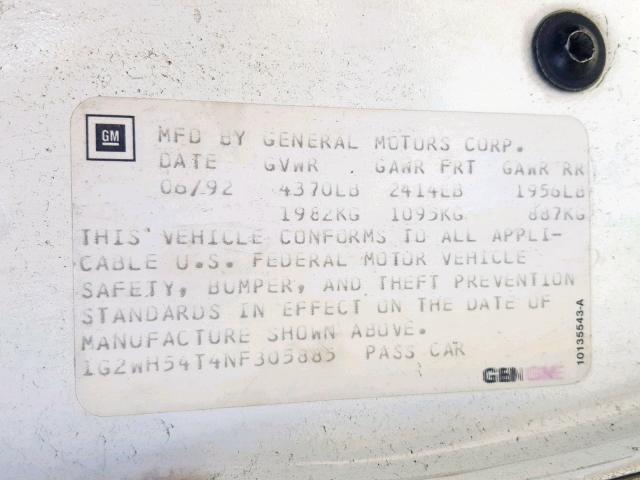 GM
MFD BY GENERAL MOTORS CORP.
DATE GVWR GAWR FRT GAWR RR
06/92 4370LB 2414LB 1956LB
1982KG 1095KG 887KG
THIS VEHICLE CONFORMS TO ALL APPLI-
CABLE U.S. FEDERAL MOTOR VEHICLE
SAFETY, BUMPER, AND THEFT PREVENTION
STANDARDS IN EFFECT ON THE DATE OF
MANUFACTURE SHOWN ABOVE.
1G2WH54T4NF305885 PASS CAR
10135543-A